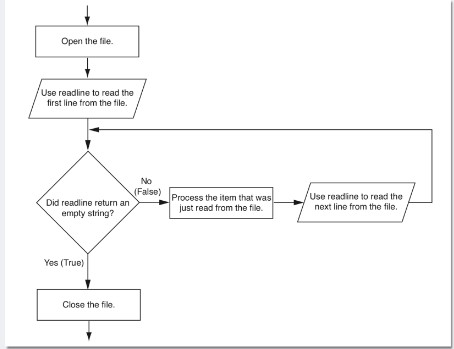 Open the file.
Use readline to read the
first line from the file.
No
(False)
Did readline return an
empty string?
Process the item that was
just read from the file.
Use readline to read the
next line from the file.
Yes (True)
Close the file.